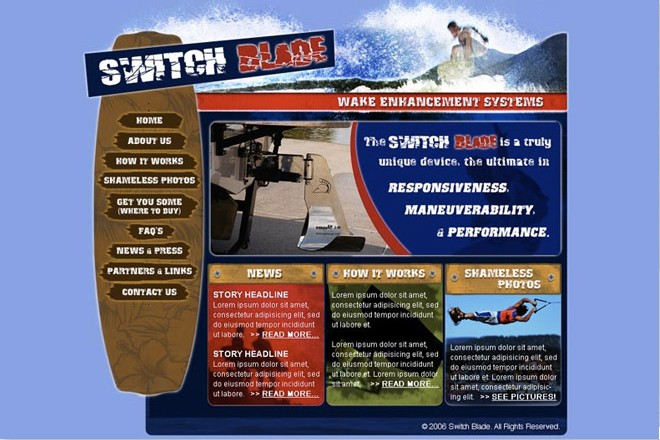 SWITCH BLADE
WAKE ENHANCEMENT SYSTEMS
HOME
ABOUT US
HOW IT WORKS
SHAMELESS PHOTOS
GET YOU SOME
(WHERE TO BUY)
FAQ'S
NEWS & PRESS
PARTNERS & LINKS
CONTACT US
The SWITCH BLADE is a truly
unique device, the ultimate in
RESPONSIVENESS,
MANEUVERABILITY,
& PERFORMANCE.
NEWS
STORY HEADLINE
Lorem ipsum dolor sit amet,
consectetur adipisicing elit, sed
do eiusmod tempor incididunt
ut labore. >> READ MORE...
STORY HEADLINE
Lorem ipsum dolor sit amet,
consectetur adipisicing elit, sed
do eiusmod tempor incididunt
ut labore. >> READ MORE...
HOW IT WORKS
Lorem ipsum dolor sit amet,
consectetur adipisicing elit, sed
do eiusmod tempor incididunt
ut labore et.
Lorem ipsum dolor sit amet,
consectetur adipisicing elit, sed
do eiusmod tempor incididunt
ut labore et Lorem ipsum dolor
sit amet. >> READ MORE...
SHAMELESS
PHOTOS
Lorem ipsum dolor sit amet,
consectetur adipisicing elit, sed
do eiusmod tempor incididunt
ut labore et Lorem ipsum dolor
sit amet, consectetur adipisic-
ing elit. >> SEE PICTURES!
© 2006 Switch Blade. All Rights Reserved.